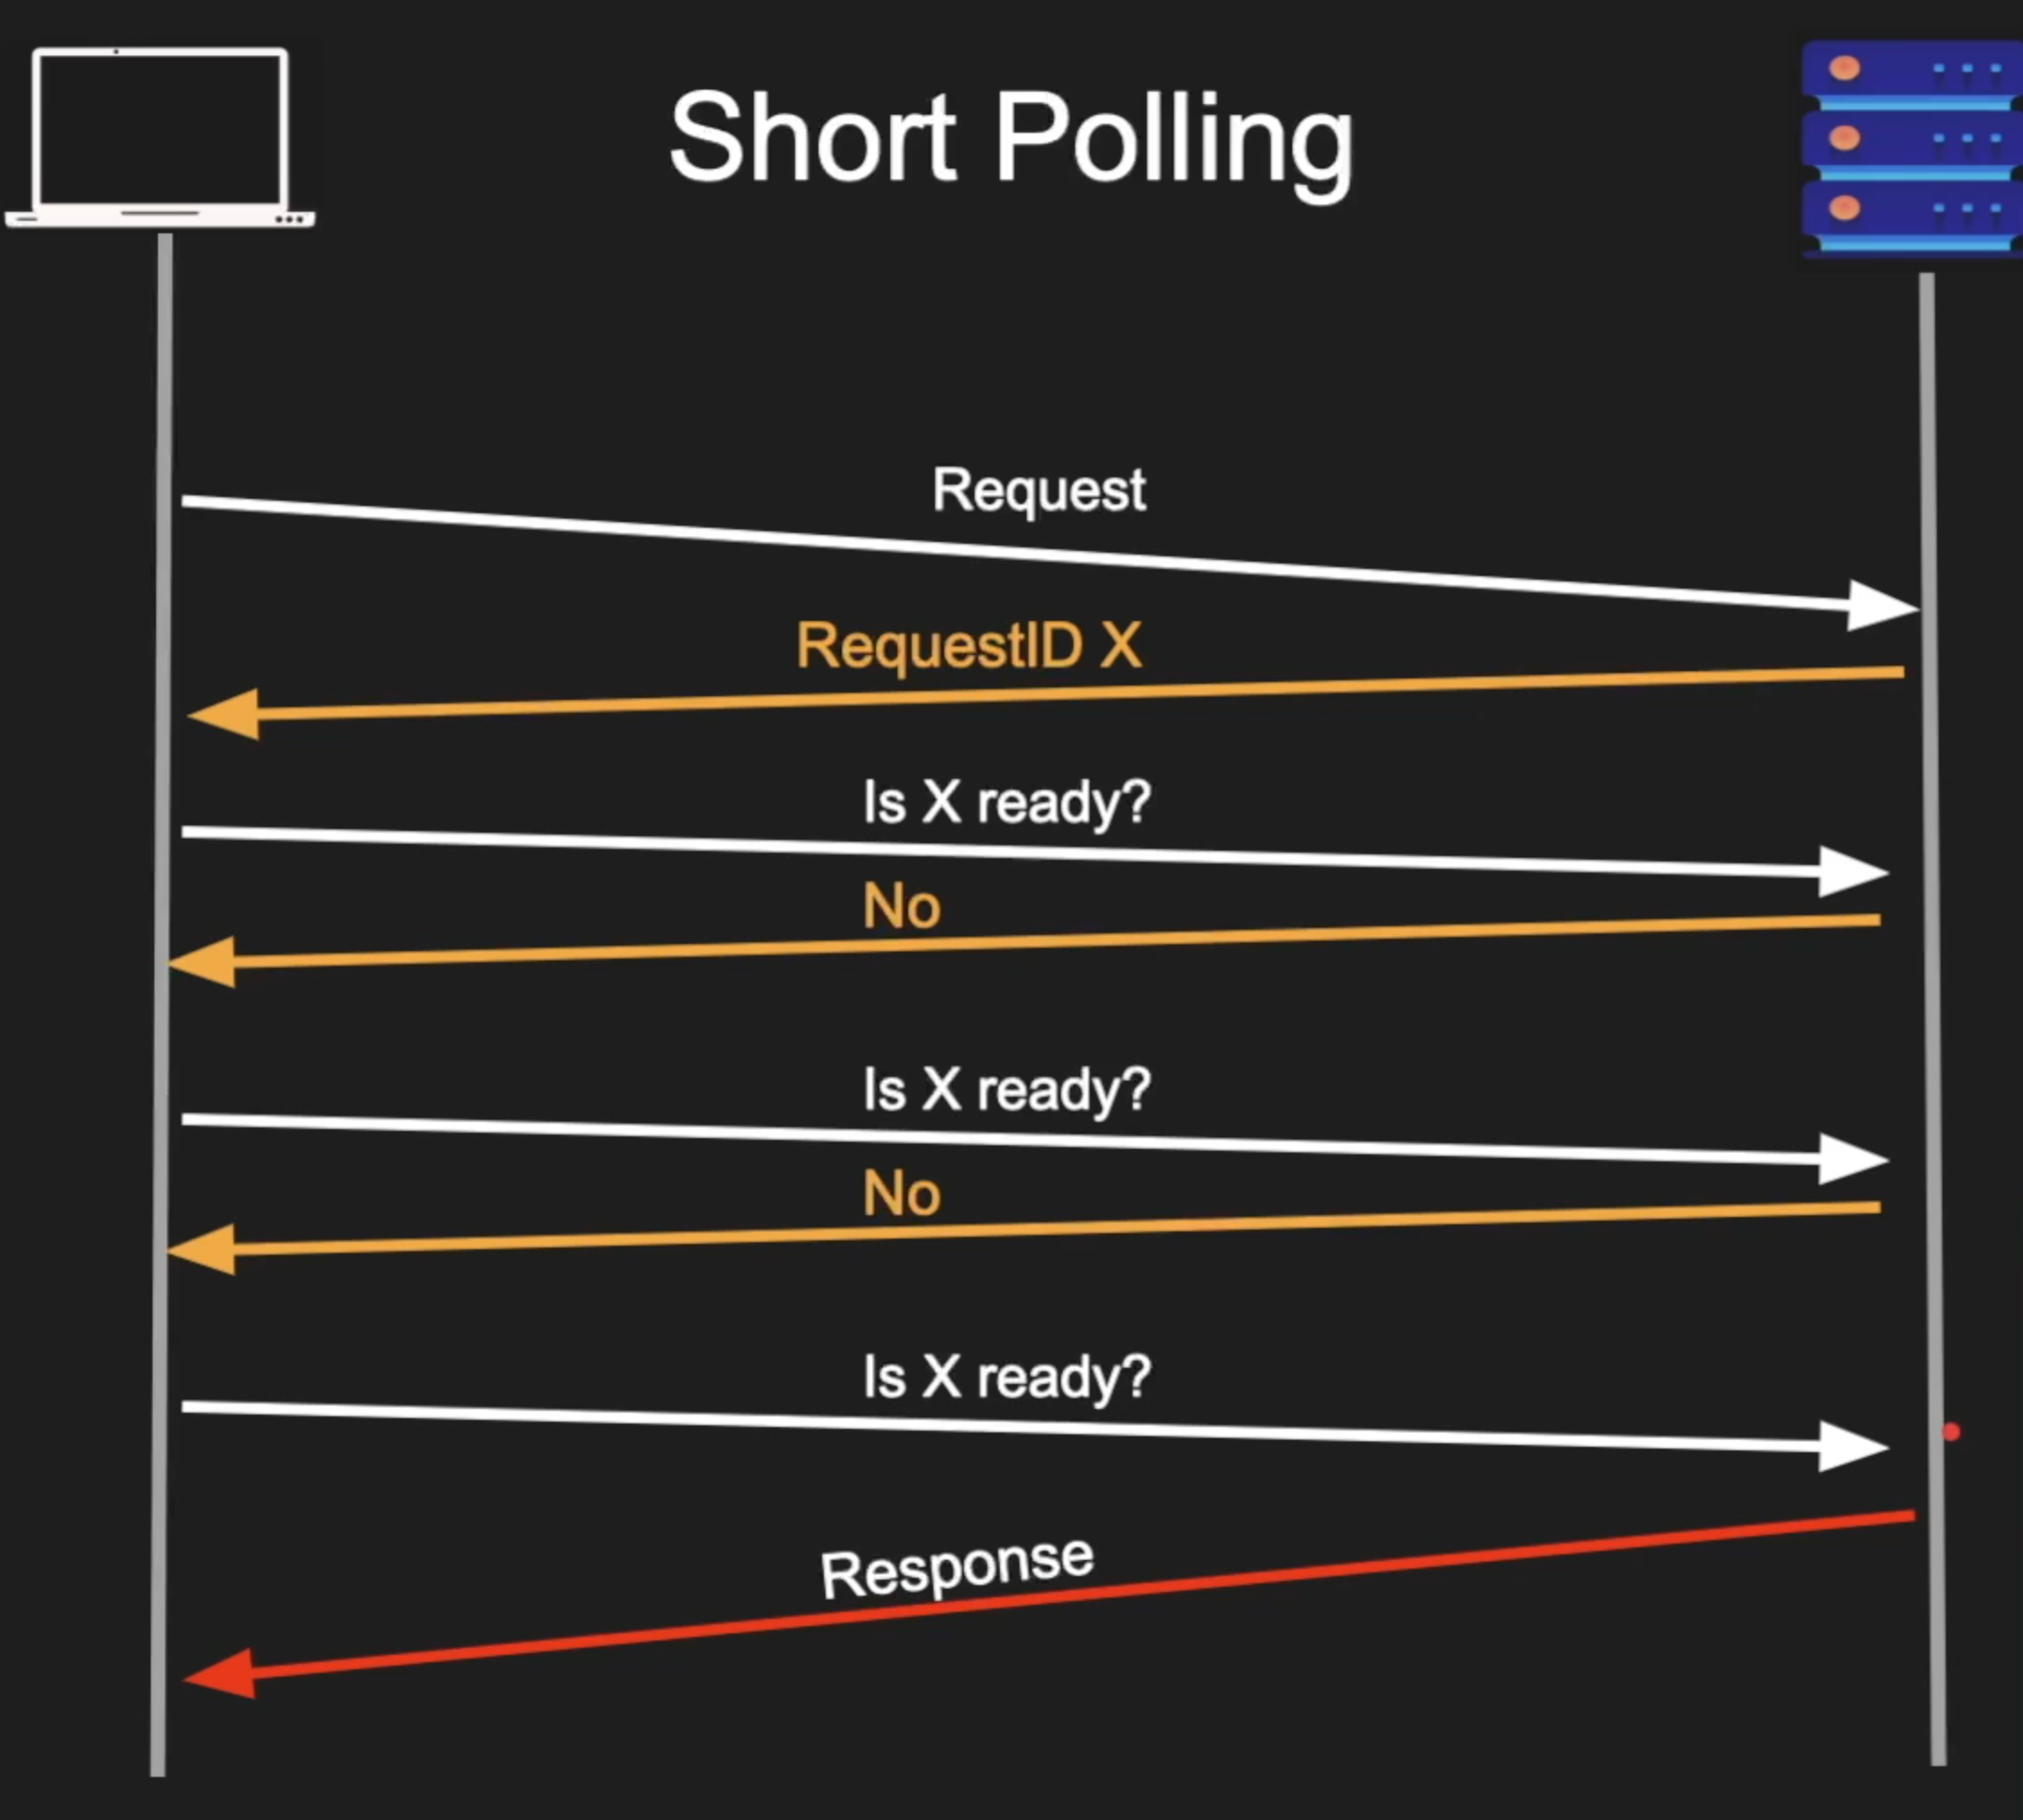 Short Polling
Request
RequestID X
Is X ready?
No
Is X ready?
No
Is X ready?
Response